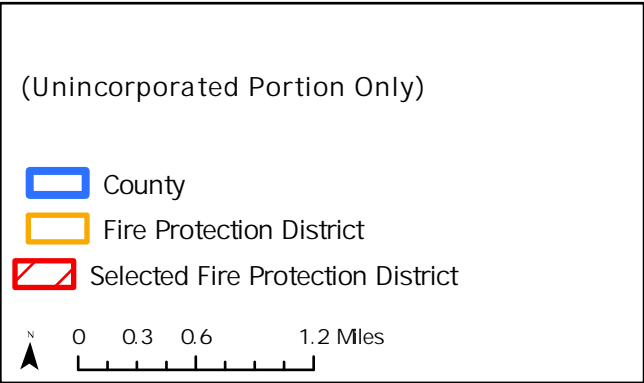 (Unincorporated Portion Only)
County
Fire Protection District
Selected Fire Protection District
N
0 0.3 0.6 1.2 Miles